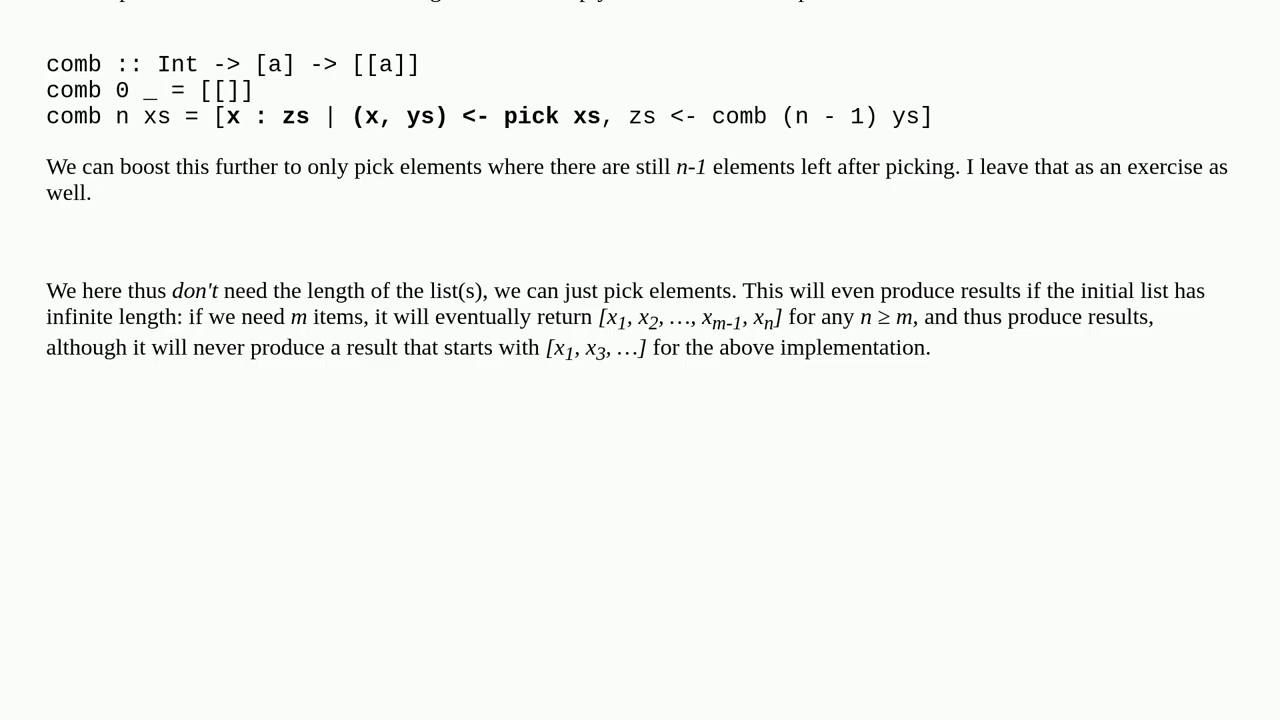 comb :: Int -> [a] -> [[a]]
comb 0 _ = [[]]
comb n xs = [x : zs | (x, ys) <- pick xs, zs <- comb (n - 1) ys]
We can boost this further to only pick elements where there are still n-1 elements left after picking. I leave that as an exercise as
well.
We here thus don't need the length of the list(s), we can just pick elements. This will even produce results if the initial list has
infinite length: if we need m items, it will eventually return [x1, x2, …, xm-1, xn] for any n ≥ m, and thus produce results,
although it will never produce a result that starts with [x1, x3, …] for the above implementation.